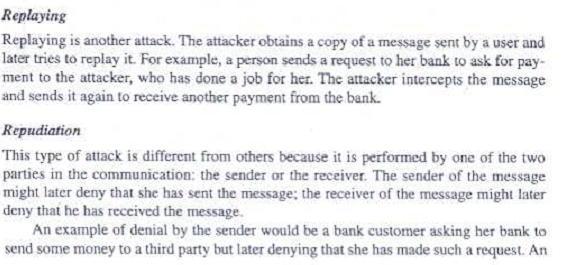 Replaying
Replaying is another attack. The attacker obtains a copy of a message sent by a user and
later tries to replay it. For example, a person sends a request to her bank to ask for pay-
ment to the attacker, who has done a job for her. The attacker intercepts the message
and sends it again to receive another payment from the bank.
Repudiation
This type of attack is different from others because it is performed by one of the two
parties in the communication: the sender or the receiver. The sender of the message
might later deny that she has sent the message; the receiver of the message might later
deny that he has received the message.
An example of denial by the sender would be a bank customer asking her bank to
send some money to a third party but later denying that she has made such a request. An